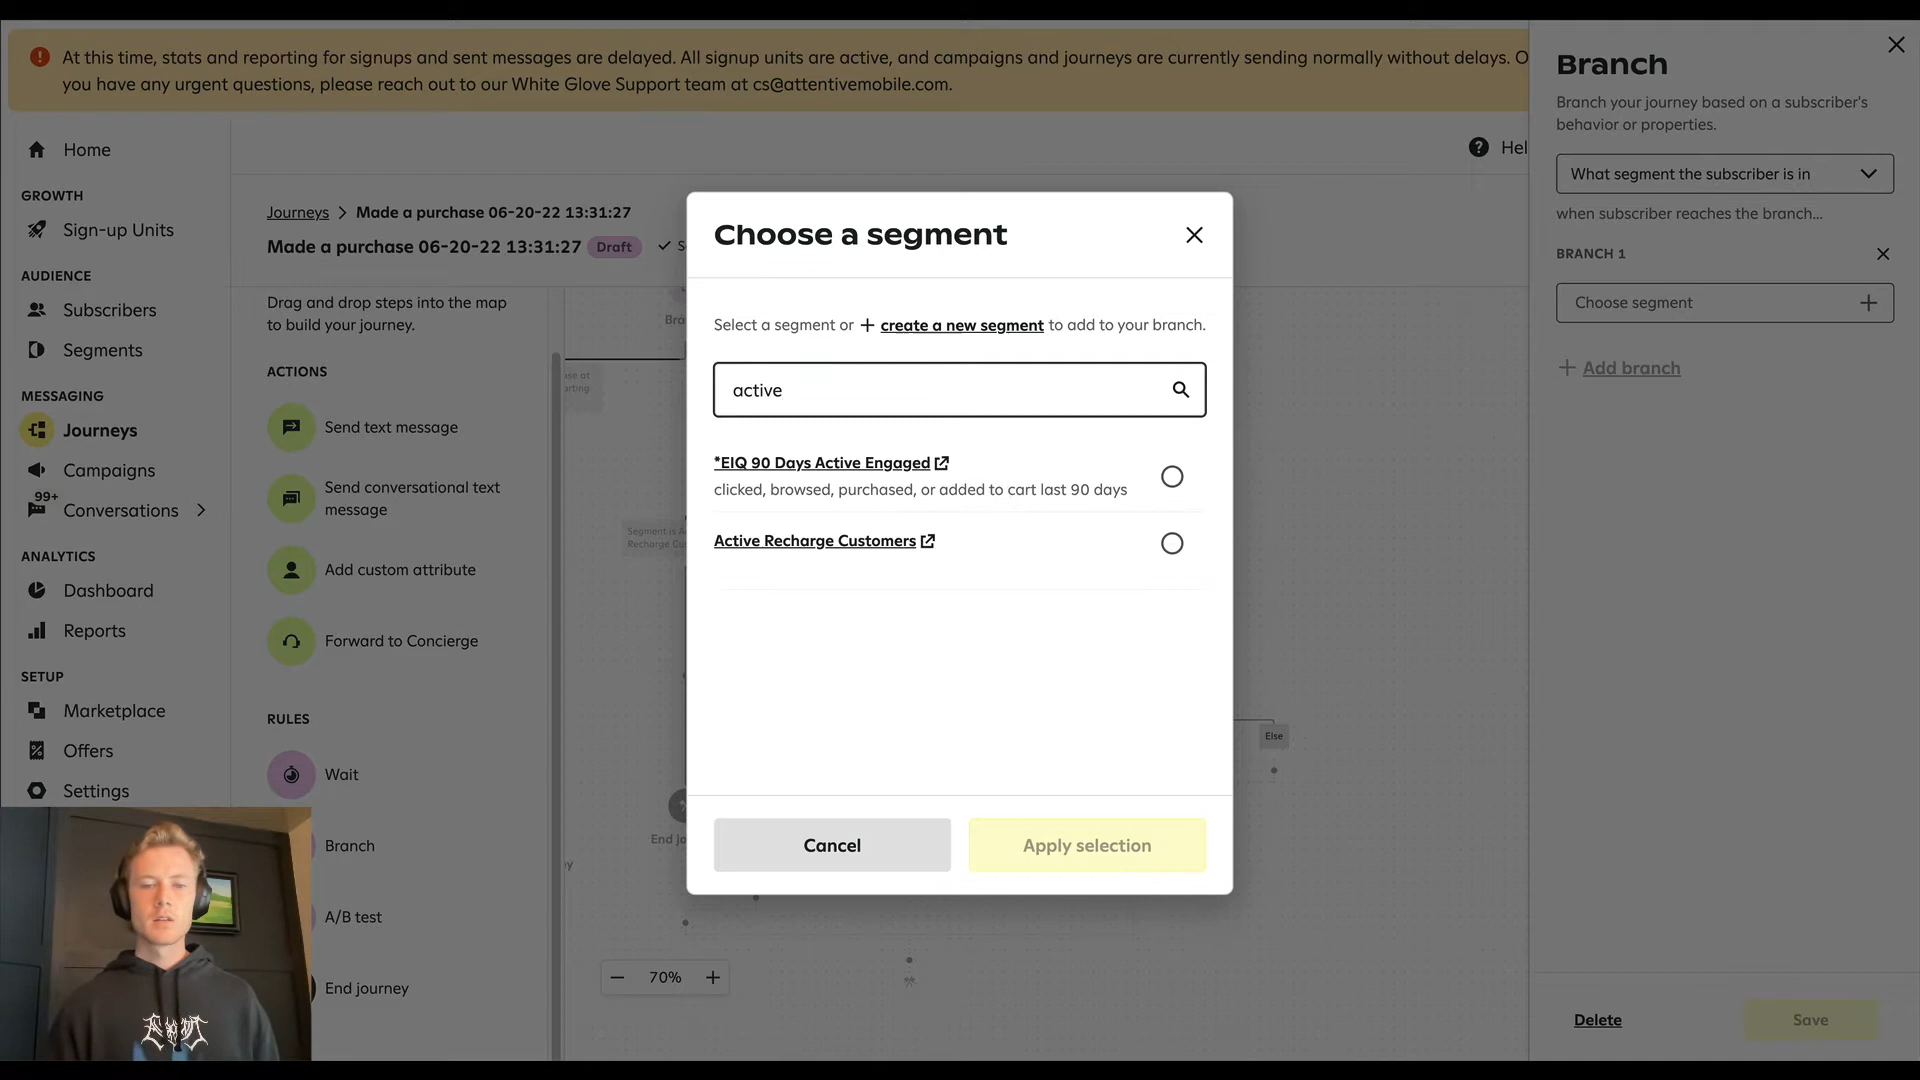 At this time, stats and reporting for signups and sent messages are delayed. All signup units are active, and campaigns and journeys are currently sending normally without delays. O
you have any urgent questions, please reach out to our White Glove Support team at cs@attentivemobile.com.
Home
GROWTH
Sign-up Units
AUDIENCE
Subscribers
Segments
MESSAGING
Journeys
Campaigns
99+
Conversations
ANALYTICS
Dashboard
Reports
SETUP
Marketplace
Offers
Settings
Hel
Journeys > Made a purchase 06-20-22 13:31:27
Made a purchase 06-20-22 13:31:27 Draft
S
Drag and drop steps into the map
to build your journey.
ACTIONS
Send text message
Send conversational text
message
Add custom attribute
Forward to Concierge
RULES
Wait
Branch
A/B test
End journey
Bra
Segment is A
Recharge Cu
End jo
Else
70%
Choose a segment
Select a segment or + create a new segment to add to your branch.
active
*EIQ 90 Days Active Engaged
clicked, browsed, purchased, or added to cart last 90 days
Active Recharge Customers
Cancel
Apply selection
Branch
Branch your journey based on a subscriber's
behavior or properties.
What segment the subscriber is in
when subscriber reaches the branch...
BRANCH 1
Choose segment
+ Add branch
Delete
Save